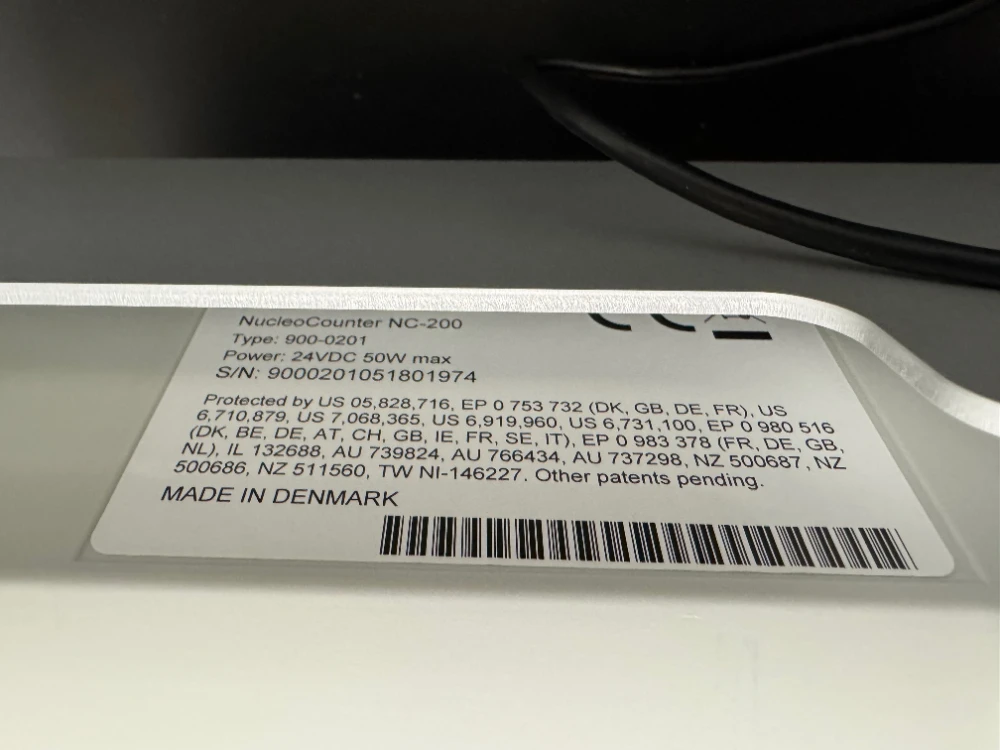 NucleoCounter NC-200
Type: 900-0201
Power: 24VDC 50W max
S/N: 9000201051801974
Protected by US 05,828,716, EP 0 753 732 (DK, GB, DE, FR), US
6,710,879, US 7,068,365, US 6,919,960, US 6,731,100, EP 0 980 516
(DK, BE, DE, AT, CH, GB, IE, FR, SE, IT), EP 0 983 378 (FR, DE, GB,
NL), IL 132688, AU 739824, AU 766434, AU 737298, NZ 500687, NZ
500686, NZ 511560, TW NI-146227. Other patents pending.
MADE IN DENMARK